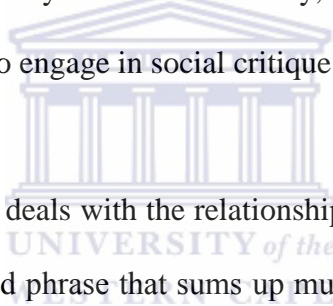 o engage in social critique
deals with the relationship
UNIVERSITY of the
d phrase that sums up mu